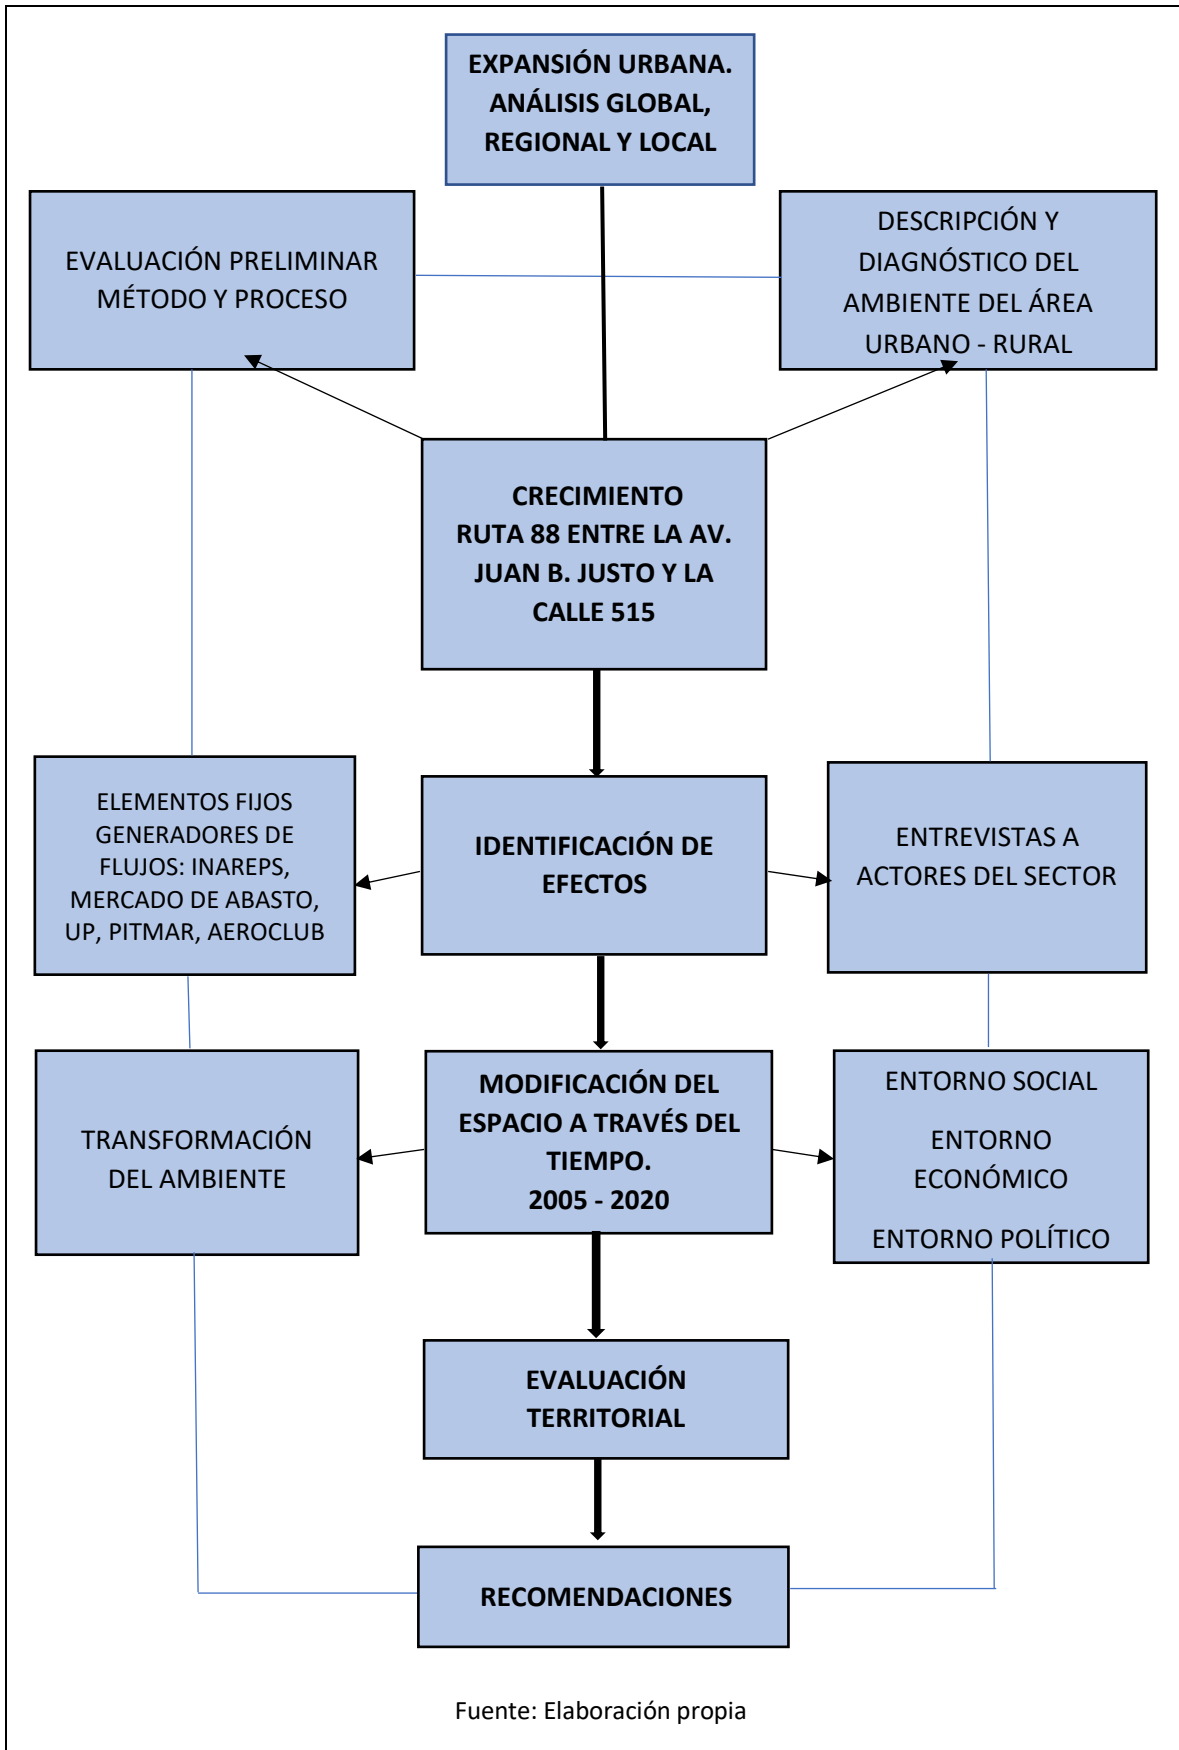 EXPANSIÓN URBANA.
ANÁLISIS GLOBAL,
REGIONAL Y LOCAL
EVALUACIÓN PRELIMINAR
MÉTODO Y PROCESO
DESCRIPCIÓN Y
DIAGNÓSTICO DEL
AMBIENTE DEL ÁREA
URBANO - RURAL
CRECIMIENTO
RUTA 88 ENTRE LA AV.
JUAN B. JUSTO Y LA
CALLE 515
ELEMENTOS FIJOS
GENERADORES DE
FLUJOS: INAREPS,
MERCADO DE ABASTO,
UP, PITMAR, AEROCLUB
IDENTIFICACIÓN DE
EFECTOS
ENTREVISTAS A
ACTORES DEL SECTOR
TRANSFORMACIÓN
DEL AMBIENTE
MODIFICACIÓN DEL
ESPACIO A TRAVÉS DEL
TIEMPO.
2005 - 2020
ENTORNO SOCIAL
ENTORNO
ECONÓMICO
ENTORNO POLÍTICO
EVALUACIÓN
TERRITORIAL
RECOMENDACIONES
Fuente: Elaboración propia